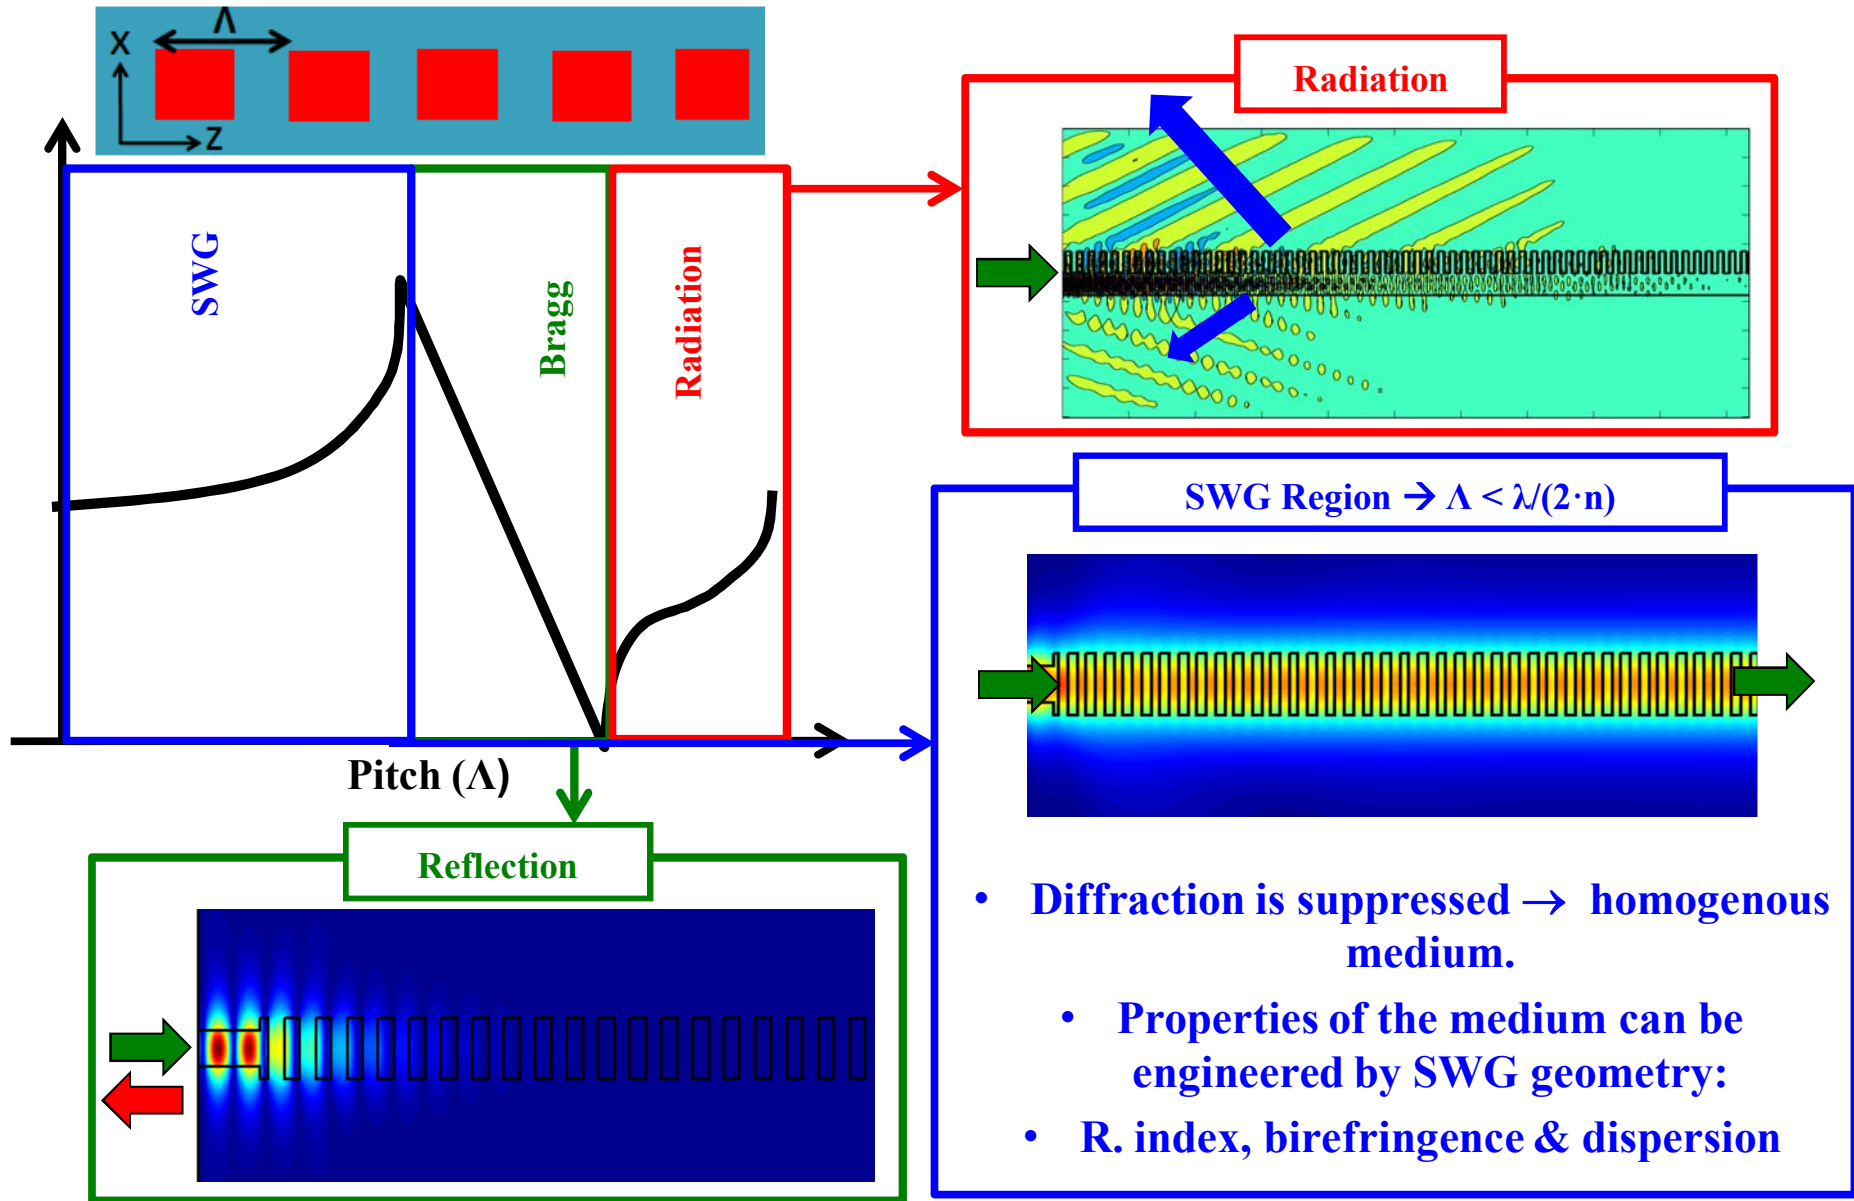 Λ
X
Z
SWG
Bragg
Radiation
Pitch (Λ)
Radiation
SWG Region → Λ < λ/(2·n)
• Diffraction is suppressed → homogenous
medium.
• Properties of the medium can be
engineered by SWG geometry:
• R. index, birefringence & dispersion
Reflection